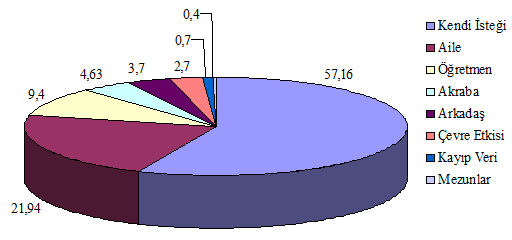 0,4
0,7
2,7
3,7
4,63
9,4
57,16
21,94
Kendi İsteği
Aile
Öğretmen
Akraba
Arkadaş
Çevre Etkisi
Kayıp Veri
Mezunlar